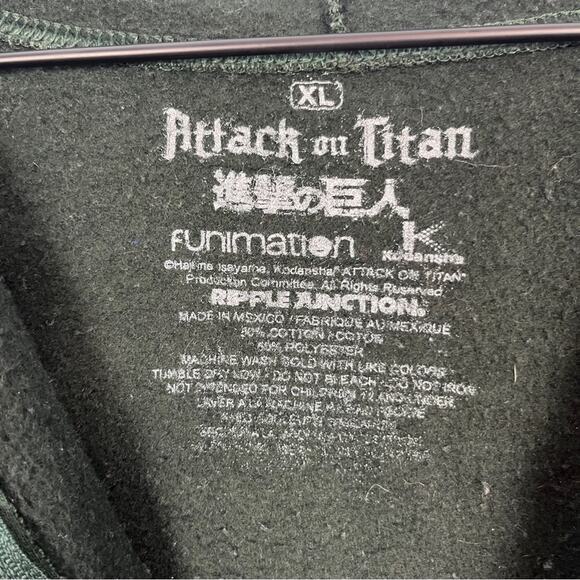 XL
Attack on Titan
進撃の巨人
FUNIMATION K
Kodansha
©Hajime Isayama, Kodansha/"ATTACK ON TITAN"
Production Committee. All Rights Reserved.
RIPPLE JUNCTION.
MADE IN MEXICO / FABRIQUE AU MEXIQUE
50% COTTON / COTON
50% POLYESTER
MACHINE WASH COLD WITH LIKE COLORS
TUMBLE DRY LOW · DO NOT BLEACH · DO NOT IRON
NOT INTENDED FOR CHILDREN 12 AND UNDER
LAVER A LA MACHINE